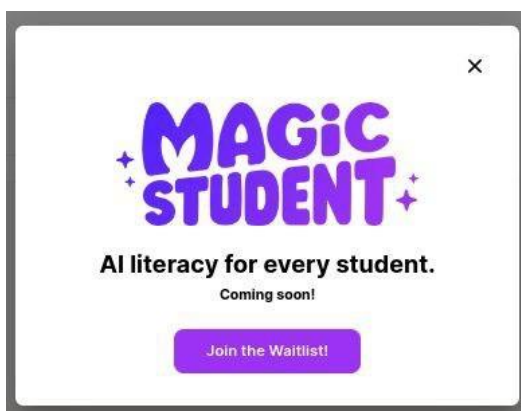 MAGiC
STUDENT
AI literacy for every student.
Coming soon!
Join the Waitlist!